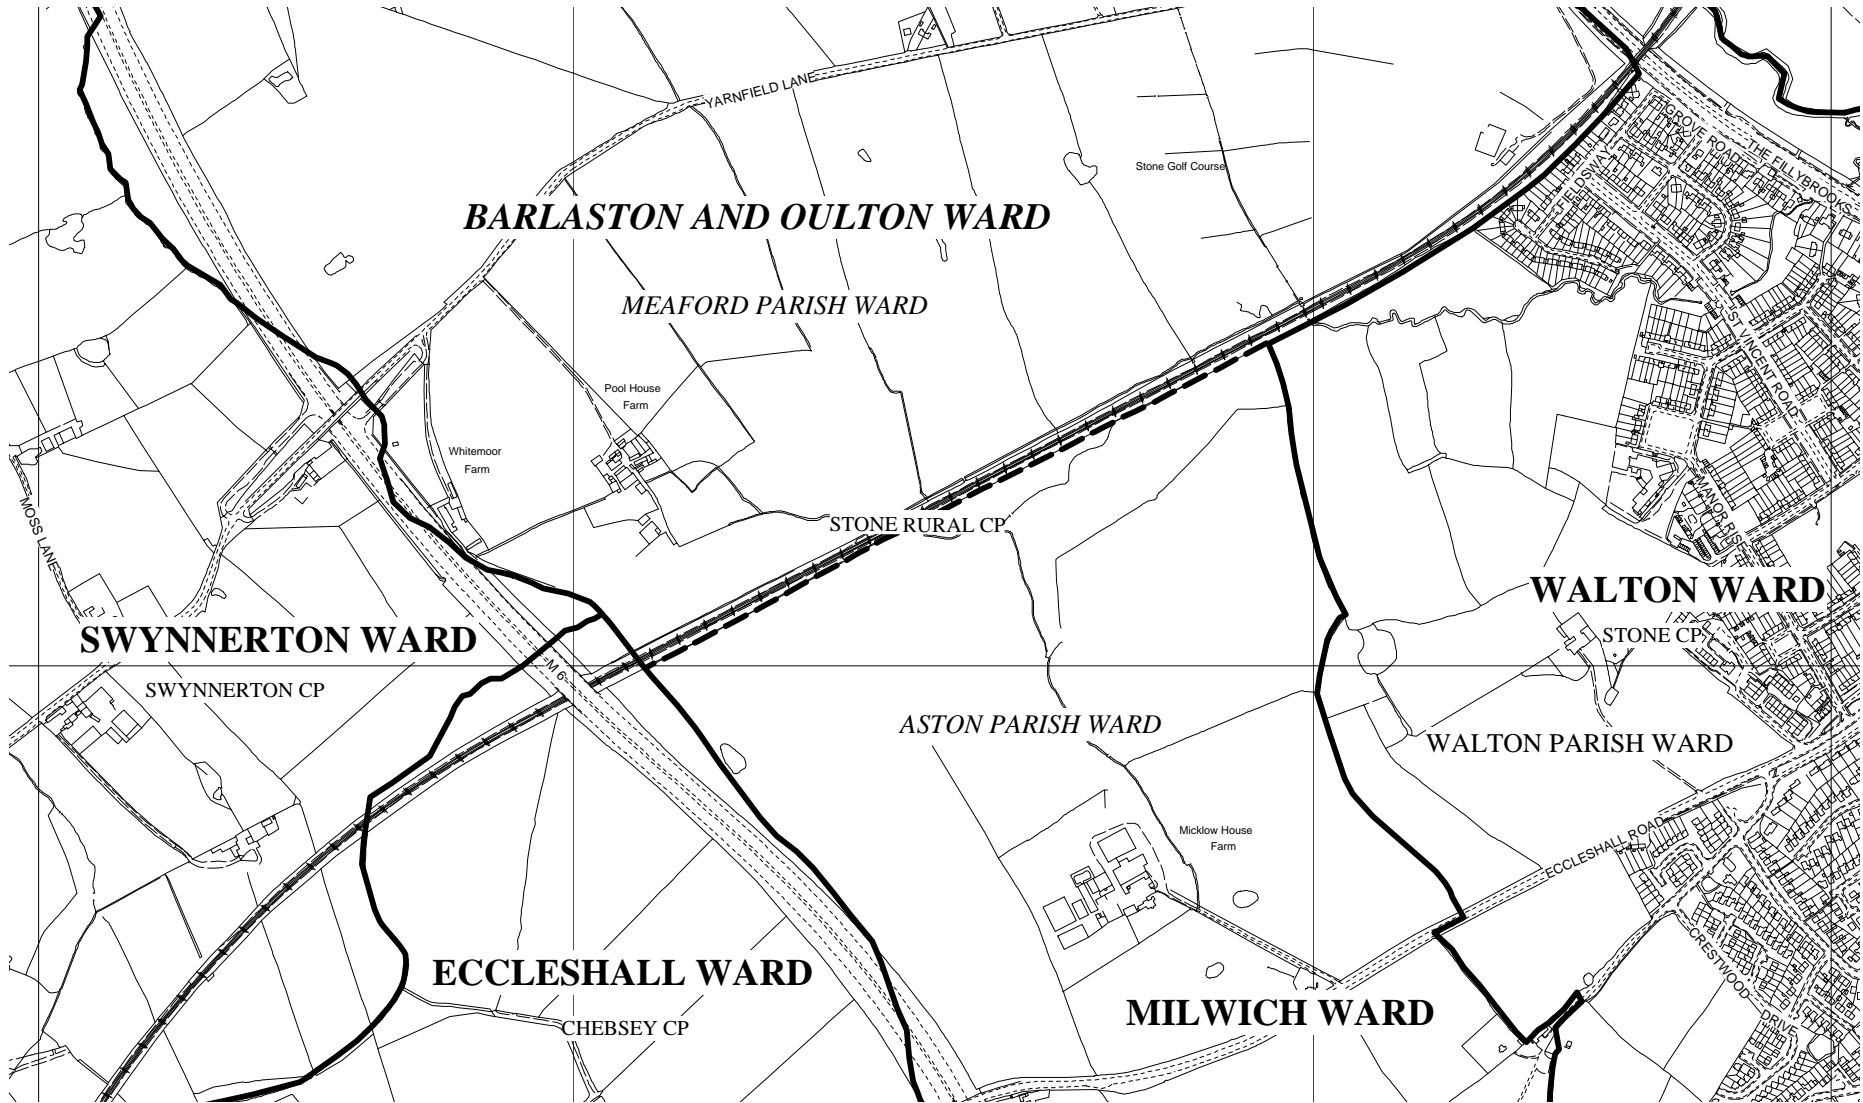 YARNFIELD LANE
GROVE ROAD
THE FILLYBROOKS
FIELDSWAY
Stone Golf Course
BARLASTON AND OULTON WARD
MEAFORD PARISH WARD
ST VINCENT ROAD
Pool House
Farm
Whitemoor
Farm
MOSS LANE
MANOR RISE
STONE RURAL CP
WALTON WARD
STONE CP
SWYNNERTON WARD
SWYNNERTON CP
M 6
ASTON PARISH WARD
WALTON PARISH WARD
Micklow House
Farm
ECCLESHALL ROAD
CRESTWOOD
DRIVE
ECCLESHALL WARD
CHEBSEY CP
MILWICH WARD